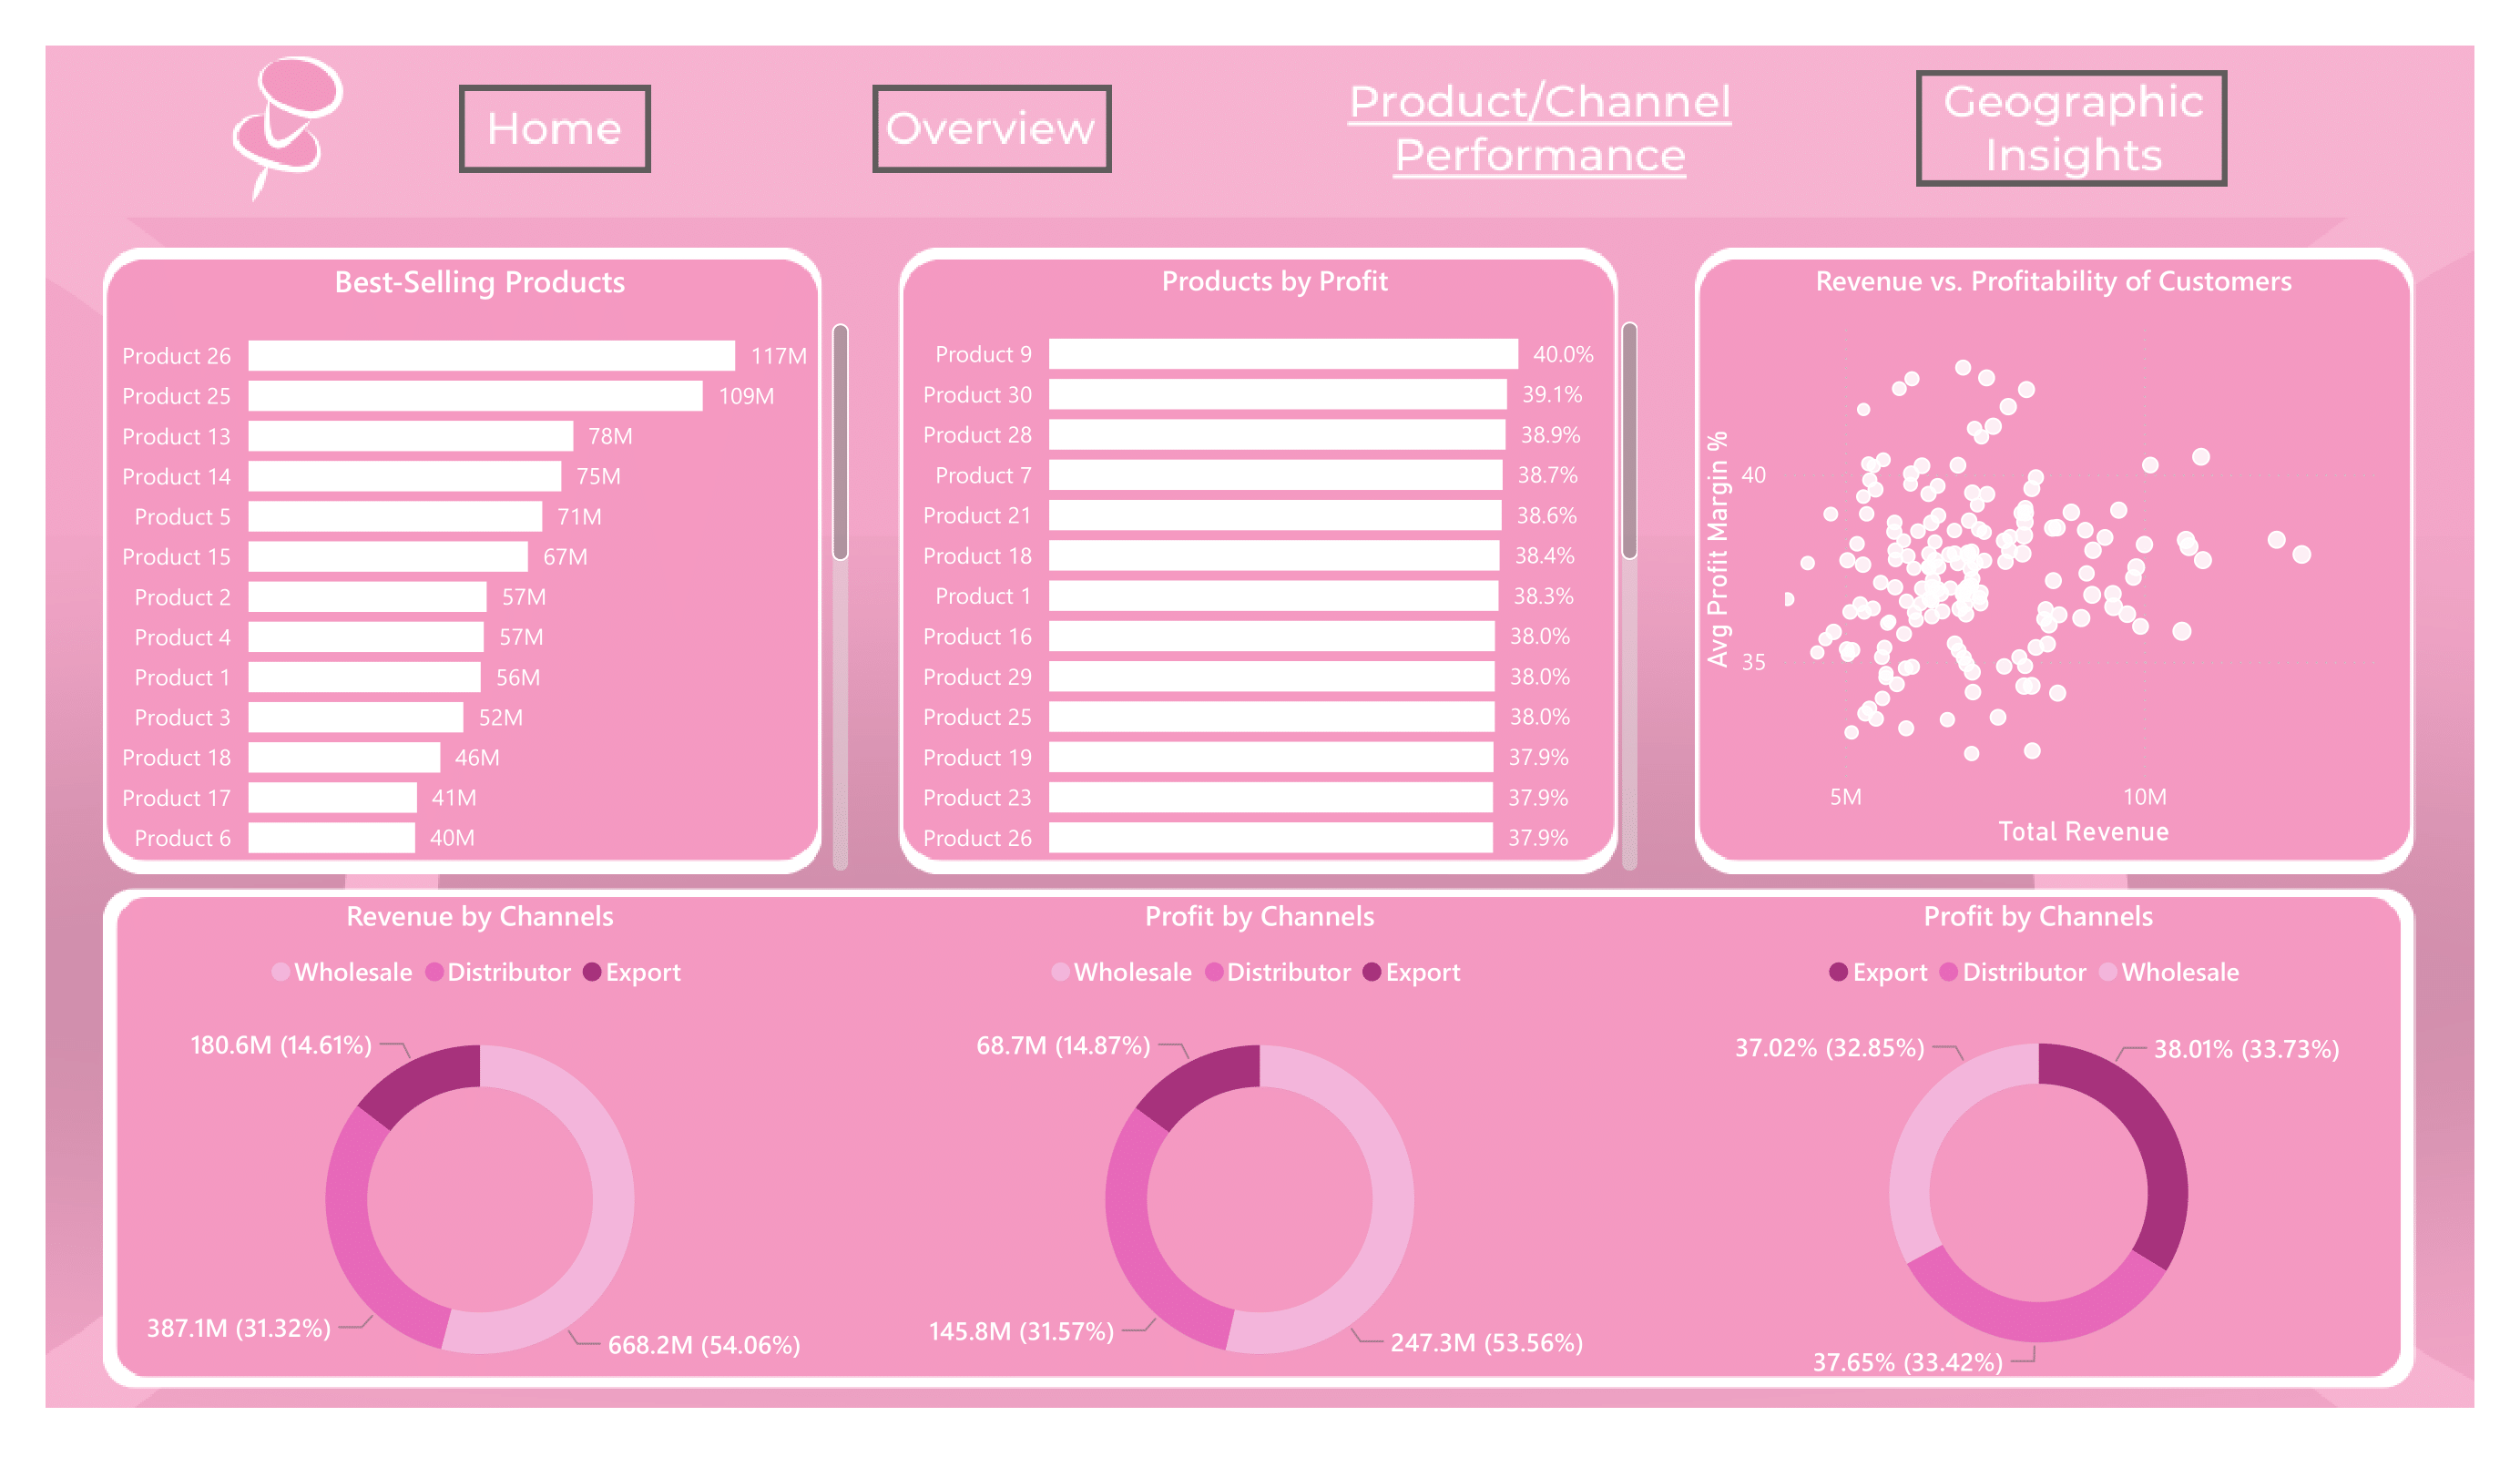 Home
Overview
Product/Channel
Performance
Geographic
Insights
Best-Selling Products
Product 26 117M
Product 25 109M
Product 13 78M
Product 14 75M
Product 5 71M
Product 15 67M
Product 2 57M
Product 4 57M
Product 1 56M
Product 3 52M
Product 18 46M
Product 17 41M
Product 6 40M
Products by Profit
Product 9 40.0%
Product 30 39.1%
Product 28 38.9%
Product 7 38.7%
Product 21 38.6%
Product 18 38.4%
Product 1 38.3%
Product 16 38.0%
Product 29 38.0%
Product 25 38.0%
Product 19 37.9%
Product 23 37.9%
Product 26 37.9%
Revenue vs. Profitability of Customers
Avg Profit Margin %
40
35
5M 10M
Total Revenue
Revenue by Channels
Wholesale Distributor Export
180.6M (14.61%)
387.1M (31.32%)
668.2M (54.06%)
Profit by Channels
Wholesale Distributor Export
68.7M (14.87%)
145.8M (31.57%)
247.3M (53.56%)
Profit by Channels
Export Distributor Wholesale
37.02% (32.85%)
38.01% (33.73%)
37.65% (33.42%)